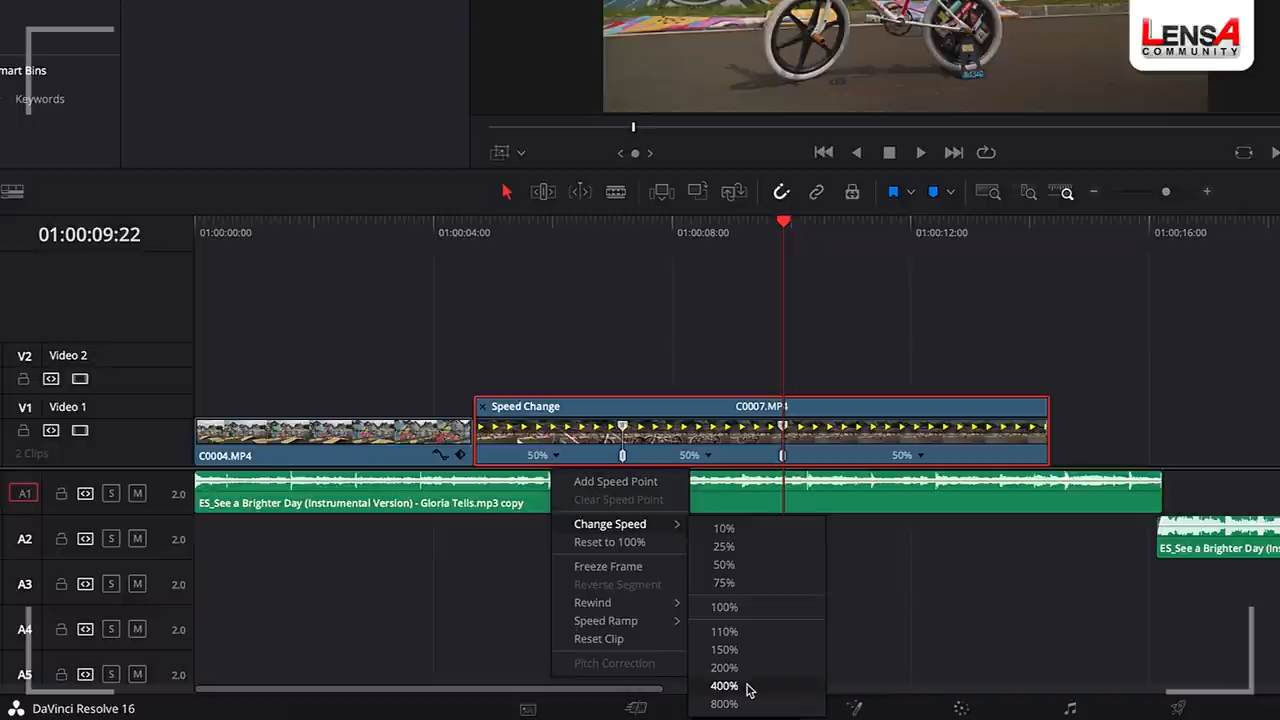 LENSA
COMMUNITY
mart Bins
Keywords
01:00:09:22
01:00:00:00
01:00:04:00
01:00:08:00
01:00:12:00
01:00:16:00
V2 Video 2
V1 Video 1
2 Clips
Speed Change
C0007.MP4
C0004.MP4
50%
50%
50%
A1
S
M
2.0
ES_See a Brighter Day (Instrumental Version) - Gloria Tells.mp3 copy
A2
S
M
2.0
ES_See a Brighter Day (Ins
A3
S
M
2.0
A4
S
M
2.0
A5
S
M
2.0
Add Speed Point
Clear Speed Point
Change Speed
Reset to 100%
Freeze Frame
Reverse Segment
Rewind
Speed Ramp
Reset Clip
Pitch Correction
10%
25%
50%
75%
100%
110%
150%
200%
400%
800%
DaVinci Resolve 16